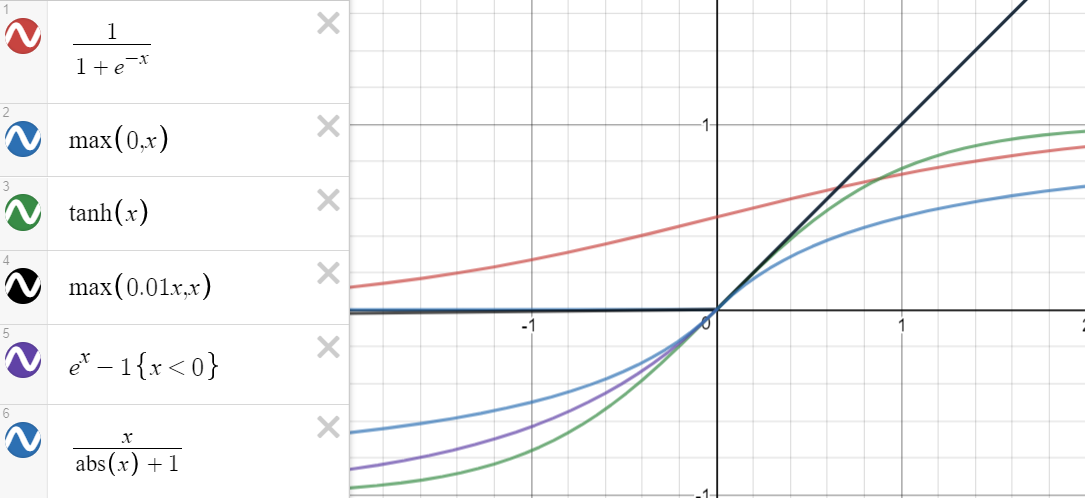 1
1
1 + e^{-x}
2
max(0,x)
3
tanh(x)
4
max(0.01x,x)
5
e^x − 1{x < 0}
6
x
abs(x) + 1
1
-1
0
1
2
-1